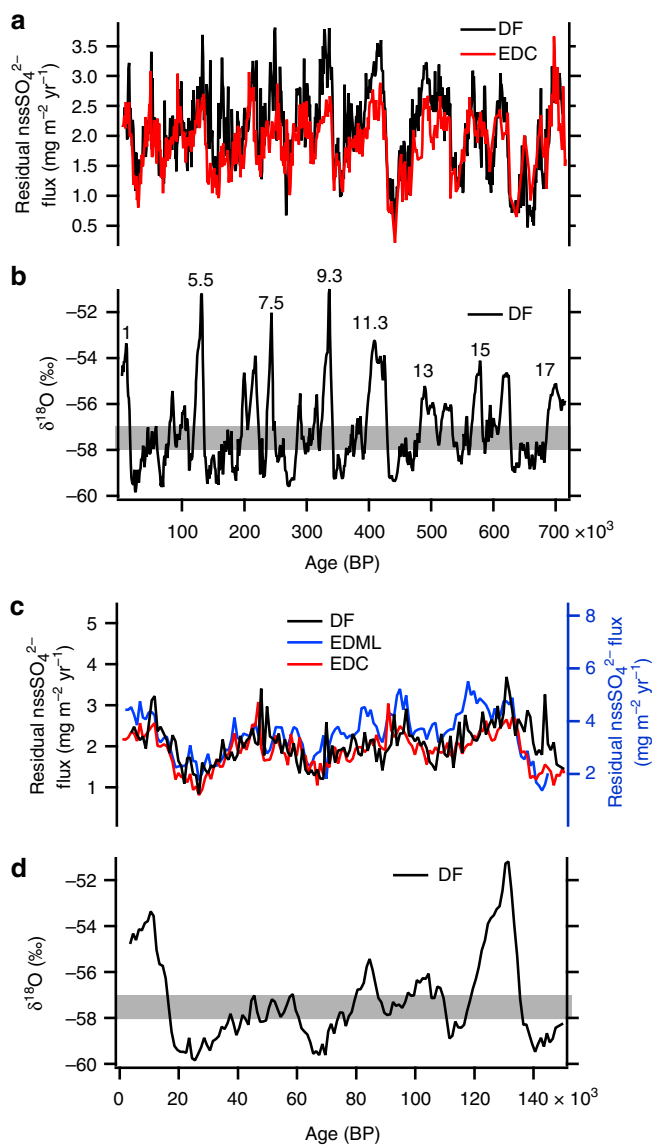 a
DF
EDC
Residual nssSO₄²⁻
flux (mg m⁻² yr⁻¹)
3.5
3.0
2.5
2.0
1.5
1.0
0.5
b
1
5.5
7.5
9.3
11.3
13
15
17
DF
δ¹⁸O (‰)
−52
−54
−56
−58
−60
100 200 300 400 500 600 700 ×10³
Age (BP)
c
DF
EDML
EDC
Residual nssSO₄²⁻
flux (mg m⁻² yr⁻¹)
5
4
3
2
1
8
6
4
2
Residual nssSO₄²⁻ flux
(mg m⁻² yr⁻¹)
d
DF
δ¹⁸O (‰)
−52
−54
−56
−58
−60
0 20 40 60 80 100 120 140 × 10³
Age (BP)